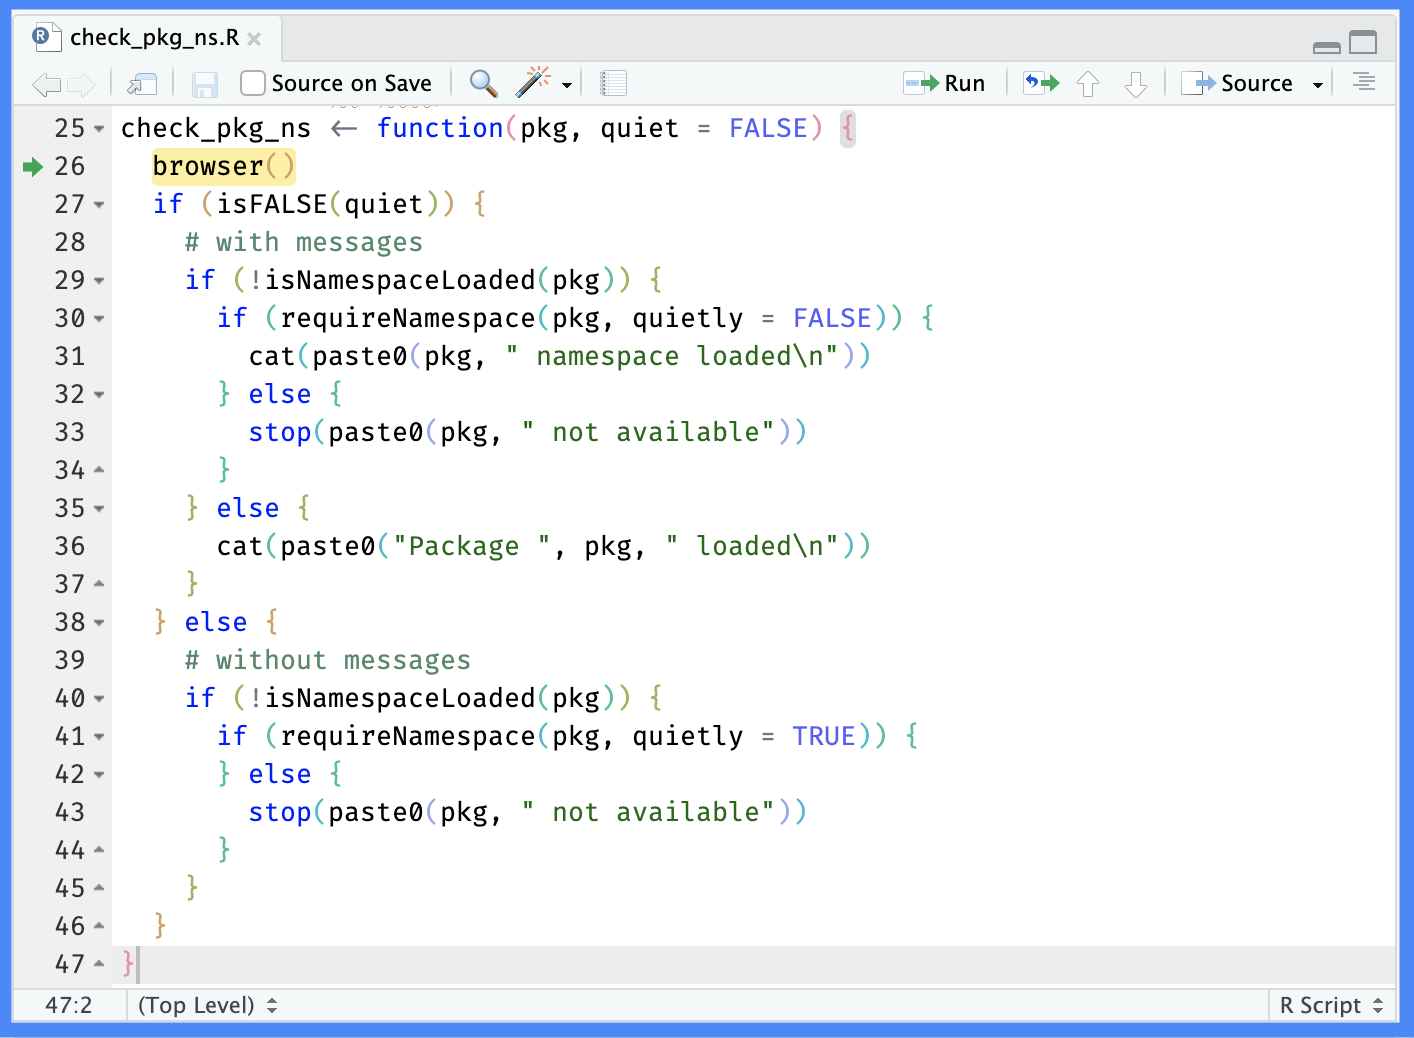 check_pkg_ns.R
Source on Save
Run
Source
25 check_pkg_ns ← function(pkg, quiet = FALSE) {
26   browser()
27   if (isFALSE(quiet)) {
28     # with messages
29     if (!isNamespaceLoaded(pkg)) {
30       if (requireNamespace(pkg, quietly = FALSE)) {
31         cat(paste0(pkg, " namespace loaded\n"))
32       } else {
33         stop(paste0(pkg, " not available"))
34       }
35     } else {
36       cat(paste0("Package ", pkg, " loaded\n"))
37     }
38   } else {
39     # without messages
40     if (!isNamespaceLoaded(pkg)) {
41       if (requireNamespace(pkg, quietly = TRUE)) {
42       } else {
43         stop(paste0(pkg, " not available"))
44       }
45     }
46   }
47 }
47:2 (Top Level) R Script